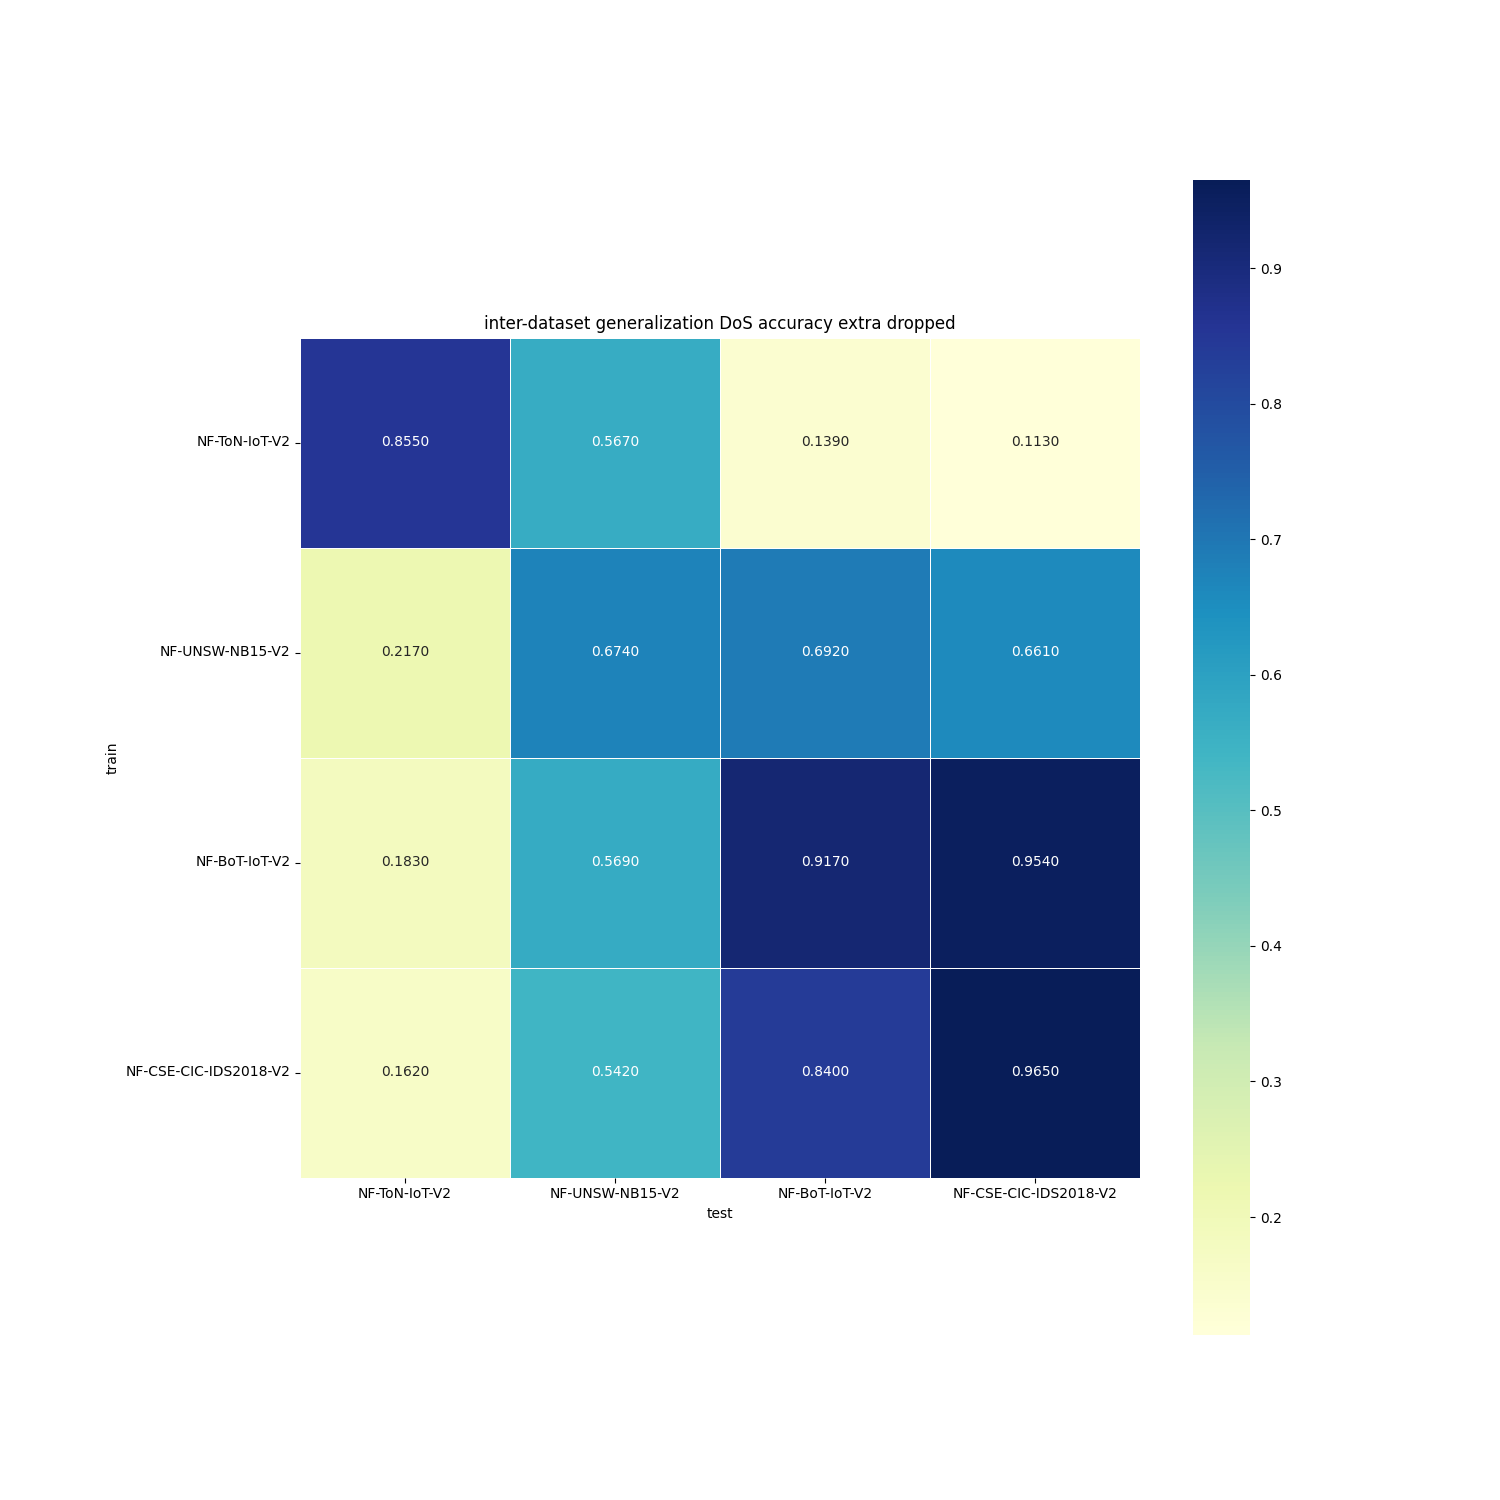 inter-dataset generalization DoS accuracy extra dropped
0.9
0.8
0.7
0.6
0.5
0.4
0.3
0.2
train
NF-ToN-IoT-V2 0.8550 0.5670 0.1390 0.1130
NF-UNSW-NB15-V2 0.2170 0.6740 0.6920 0.6610
NF-BoT-IoT-V2 0.1830 0.5690 0.9170 0.9540
NF-CSE-CIC-IDS2018-V2 0.1620 0.5420 0.8400 0.9650
NF-ToN-IoT-V2 NF-UNSW-NB15-V2 NF-BoT-IoT-V2 NF-CSE-CIC-IDS2018-V2
test